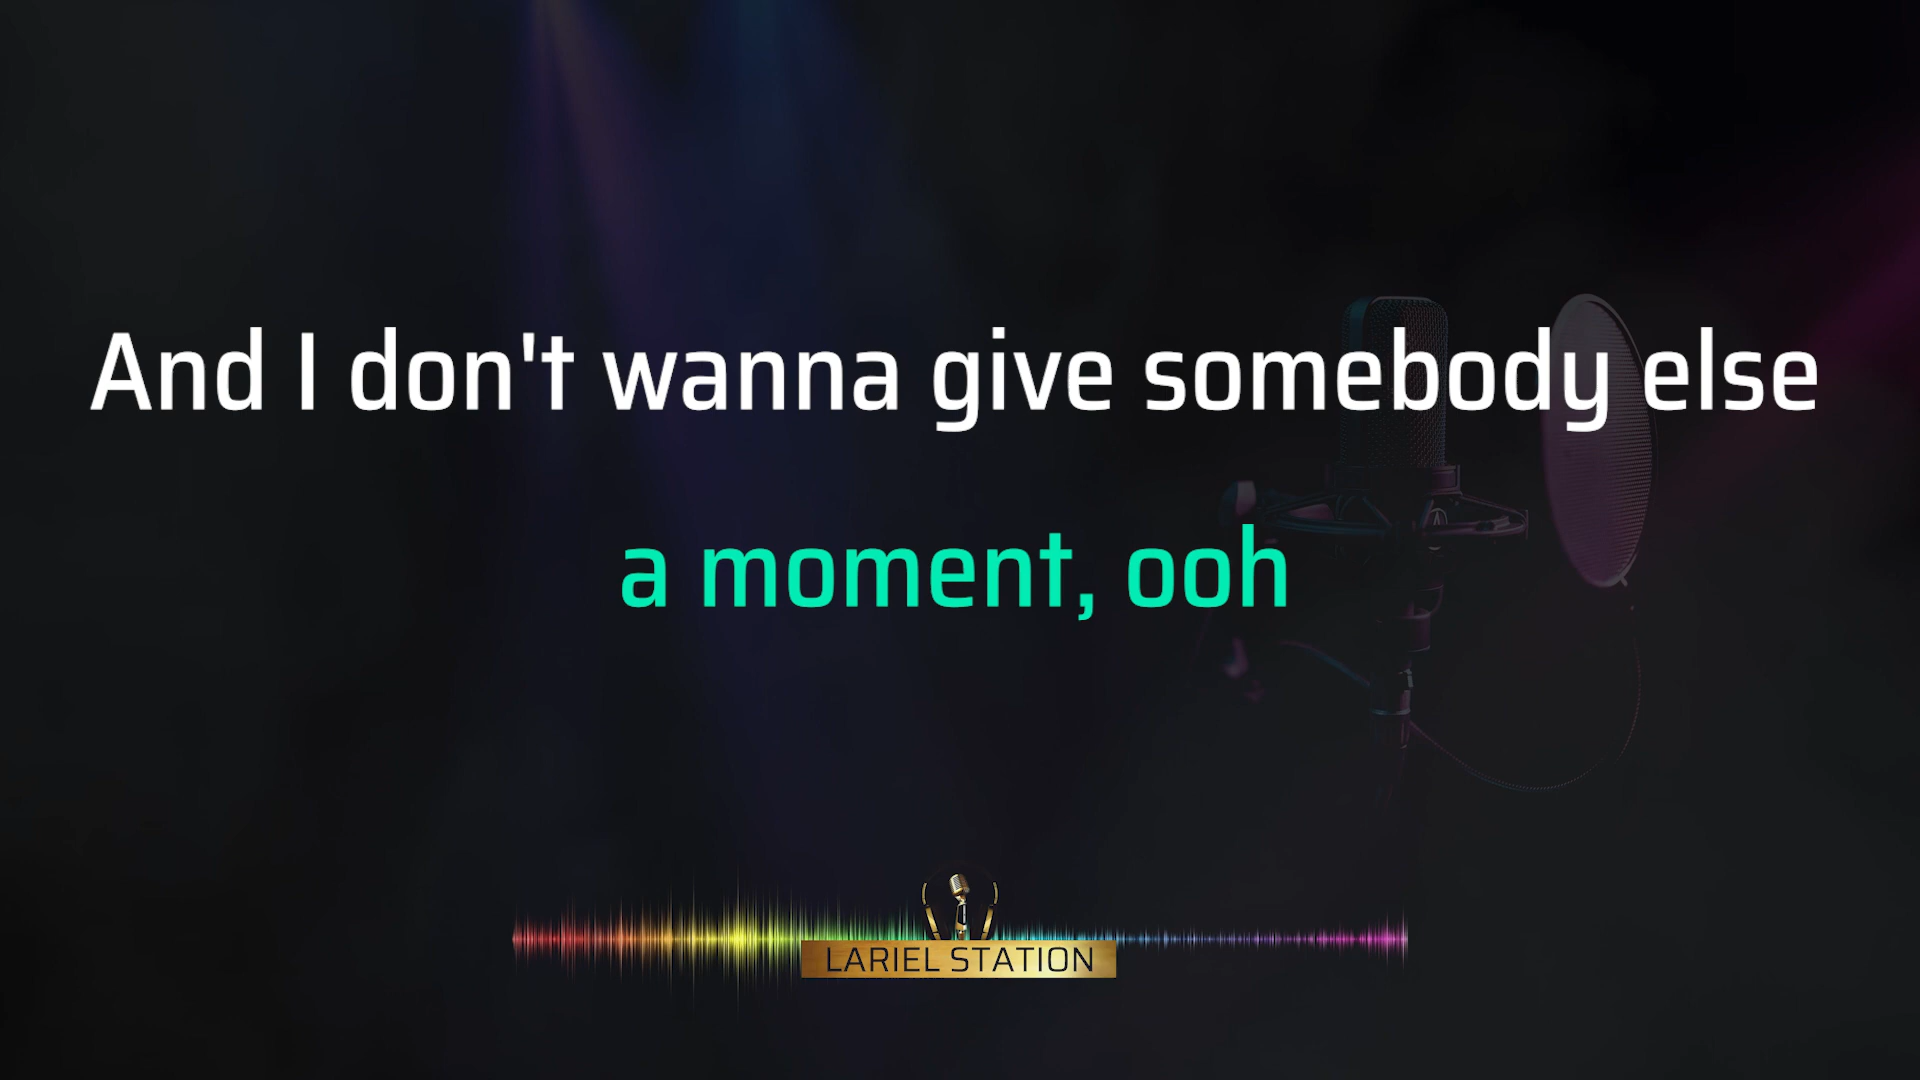 And I don't wanna give somebody else
a moment, ooh
LARIEL STATION